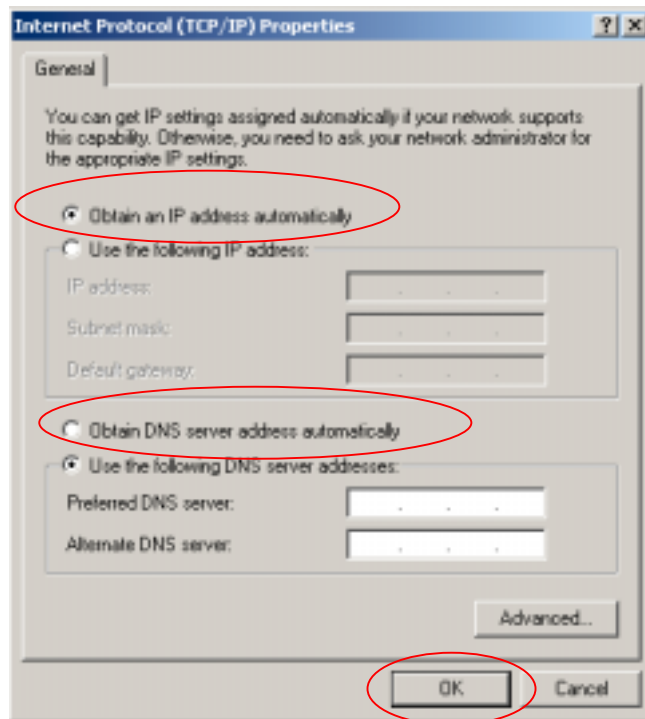 Internet Protocol (TCP/IP) Properties
General
You can get IP settings assigned automatically if your network supports
this capability. Otherwise, you need to ask your network administrator for
the appropriate IP settings.
Obtain an IP address automatically
Use the following IP address:
IP address:
Subnet mask:
Default gateway:
Obtain DNS server address automatically
Use the following DNS server addresses:
Preferred DNS server:
Alternate DNS server:
Advanced...
OK Cancel